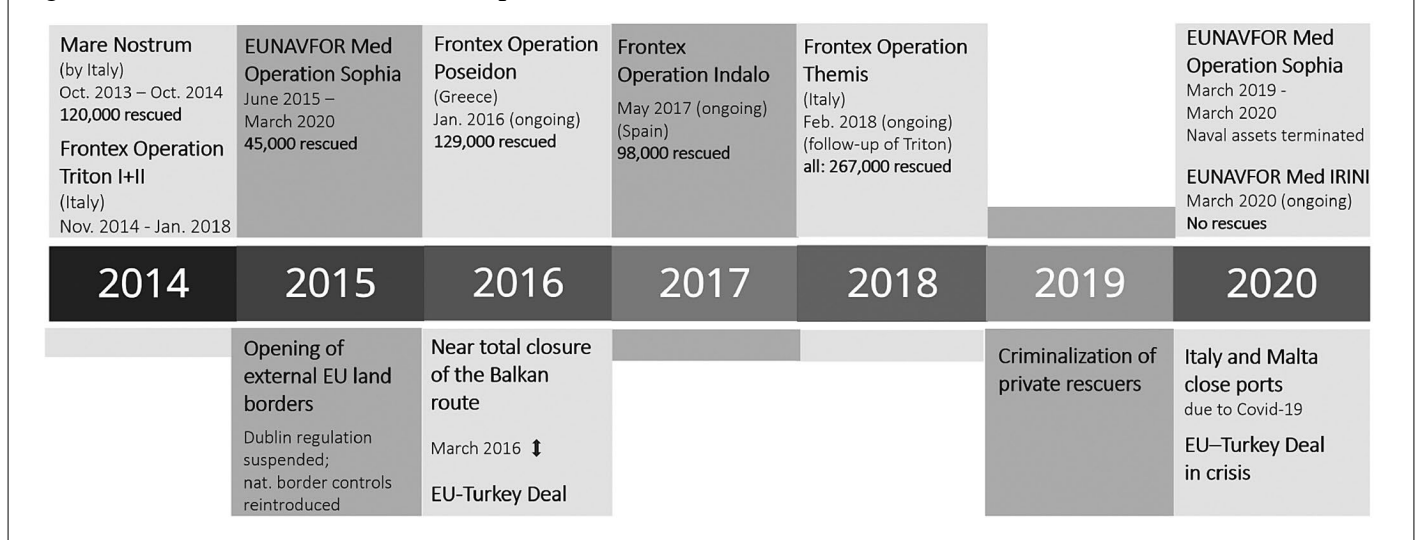 Mare Nostrum
(by Italy)
Oct. 2013 – Oct. 2014
120,000 rescued
Frontex Operation
Triton I+II
(Italy)
Nov. 2014 - Jan. 2018
EUNAVFOR Med
Operation Sophia
June 2015 –
March 2020
45,000 rescued
Frontex Operation
Poseidon
(Greece)
Jan. 2016 (ongoing)
129,000 rescued
Frontex
Operation Indalo
May 2017 (ongoing)
(Spain)
98,000 rescued
Frontex Operation
Themis
(Italy)
Feb. 2018 (ongoing)
(follow-up of Triton)
all: 267,000 rescued
EUNAVFOR Med
Operation Sophia
March 2019 -
March 2020
Naval assets terminated
EUNAVFOR Med IRINI
March 2020 (ongoing)
No rescues
2014
2015
2016
2017
2018
2019
2020
Opening of
external EU land
borders
Dublin regulation
suspended;
nat. border controls
reintroduced
Near total closure
of the Balkan
route
March 2016 ⬍
EU-Turkey Deal
Criminalization of
private rescuers
Italy and Malta
close ports
due to Covid-19
EU–Turkey Deal
in crisis